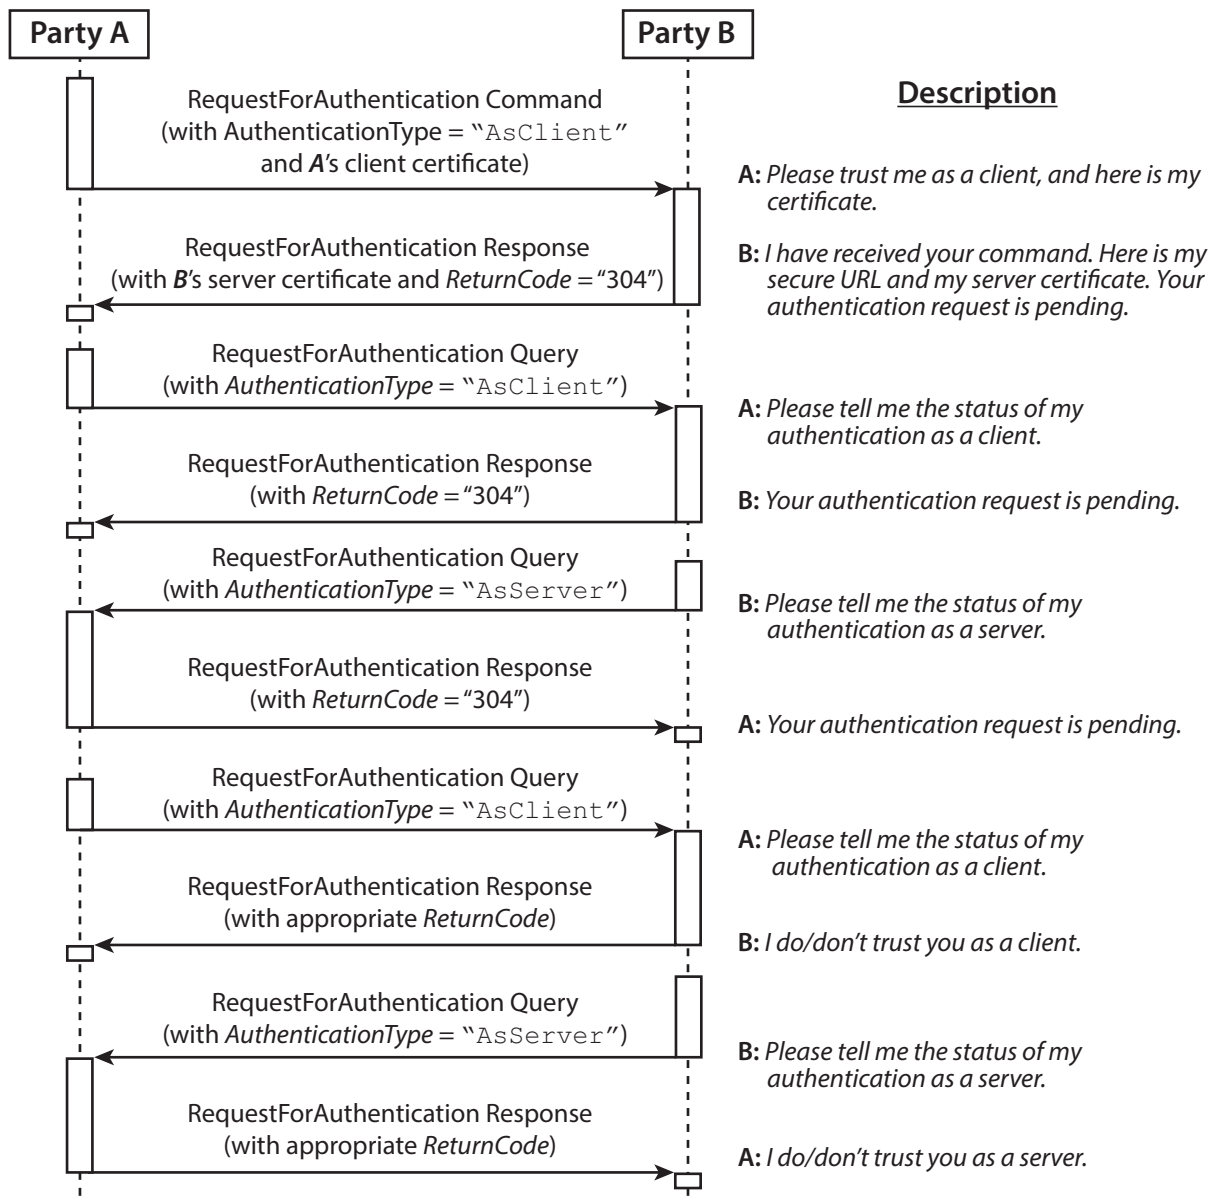 Party A
Party B
Description
RequestForAuthentication Command
(with AuthenticationType = “AsClient”
and A’s client certificate)
A: Please trust me as a client, and here is my
certificate.
RequestForAuthentication Response
(with B’s server certificate and ReturnCode = “304”)
B: I have received your command. Here is my
secure URL and my server certificate. Your
authentication request is pending.
RequestForAuthentication Query
(with AuthenticationType = “AsClient”)
A: Please tell me the status of my
authentication as a client.
RequestForAuthentication Response
(with ReturnCode = “304”)
B: Your authentication request is pending.
RequestForAuthentication Query
(with AuthenticationType = “AsServer”)
B: Please tell me the status of my
authentication as a server.
RequestForAuthentication Response
(with ReturnCode = “304”)
A: Your authentication request is pending.
RequestForAuthentication Query
(with AuthenticationType = “AsClient”)
A: Please tell me the status of my
authentication as a client.
RequestForAuthentication Response
(with appropriate ReturnCode)
B: I do/don’t trust you as a client.
RequestForAuthentication Query
(with AuthenticationType = “AsServer”)
B: Please tell me the status of my
authentication as a server.
RequestForAuthentication Response
(with appropriate ReturnCode)
A: I do/don’t trust you as a server.